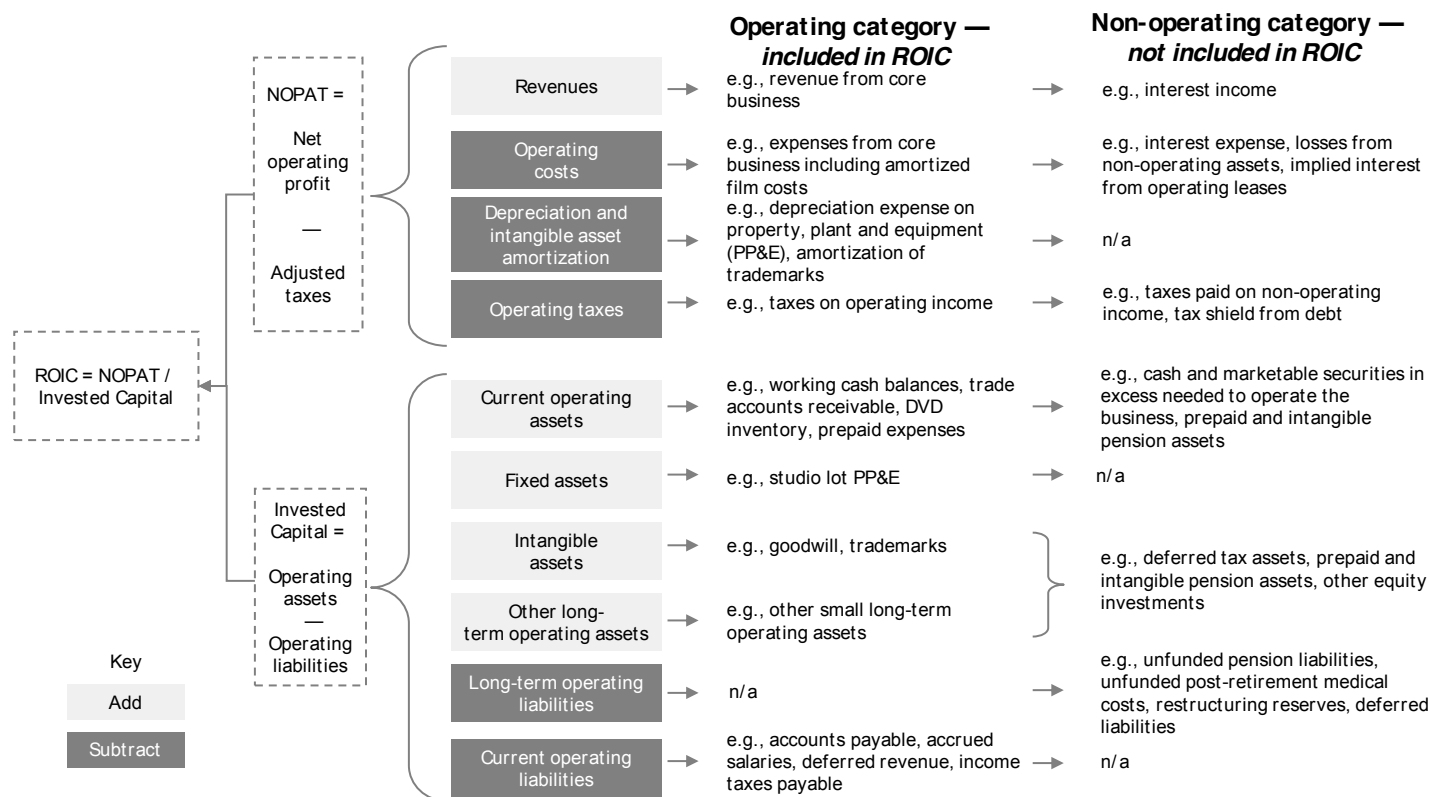 Operating category —
included in ROIC
Non-operating category —
not included in ROIC
NOPAT =
Net
operating
profit
—
Adjusted
taxes
Revenues
e.g., revenue from core
business
e.g., interest income
Operating
costs
e.g., expenses from core
business including amortized
film costs
e.g., interest expense, losses from
non-operating assets, implied interest
from operating leases
Depreciation and
intangible asset
amortization
e.g., depreciation expense on
property, plant and equipment
(PP&E), amortization of
trademarks
n/a
Operating taxes
e.g., taxes on operating income
e.g., taxes paid on non-operating
income, tax shield from debt
ROIC = NOPAT /
Invested Capital
Invested
Capital =
Operating
assets
—
Operating
liabilities
Current operating
assets
e.g., working cash balances, trade
accounts receivable, DVD
inventory, prepaid expenses
e.g., cash and marketable securities in
excess needed to operate the
business, prepaid and intangible
pension assets
Fixed assets
e.g., studio lot PP&E
n/a
Intangible
assets
e.g., goodwill, trademarks
Other long-
term operating assets
e.g., other small long-term
operating assets
e.g., deferred tax assets, prepaid and
intangible pension assets, other equity
investments
Long-term operating
liabilities
n/a
e.g., unfunded pension liabilities,
unfunded post-retirement medical
costs, restructuring reserves, deferred
liabilities
Current operating
liabilities
e.g., accounts payable, accrued
salaries, deferred revenue, income
taxes payable
n/a
Key
Add
Subtract